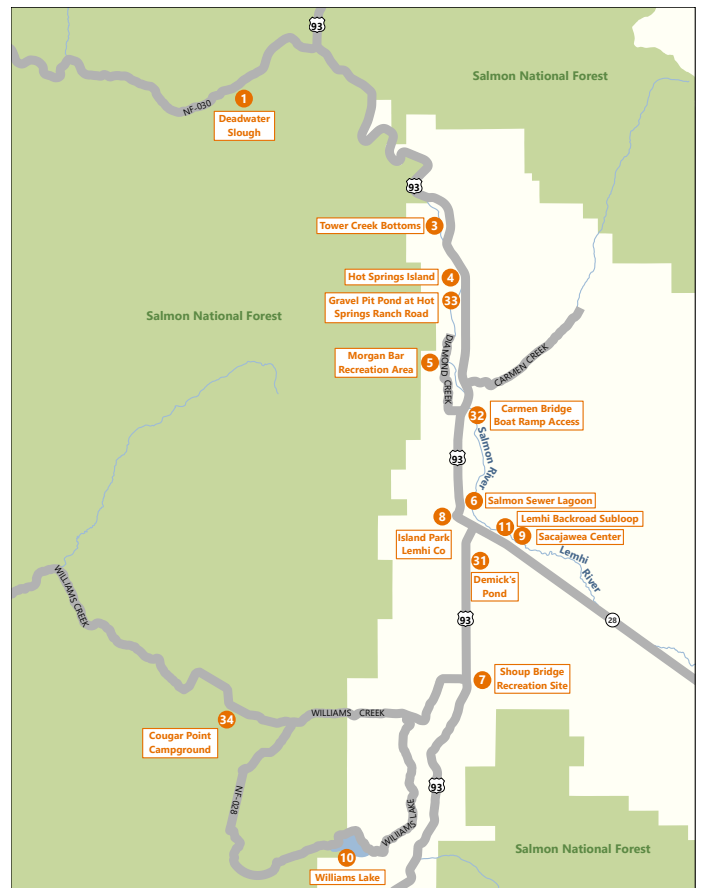 93
Salmon National Forest
NF-030
1
Deadwater
Slough
93
Tower Creek Bottoms
3
Hot Springs Island
4
Gravel Pit Pond at Hot
Springs Ranch Road
33
Salmon National Forest
Morgan Bar
Recreation Area
5
DIAMOND CREEK
CARMEN CREEK
32
Carmen Bridge
Boat Ramp Access
Salmon River
93
6
Salmon Sewer Lagoon
8
Island Park
Lemhi Co
11
Lemhi Backroad Subloop
9
Sacajawea Center
Lemhi
River
31
Demick's
Pond
WILLIAMS CREEK
93
28
7
Shoup Bridge
Recreation Site
34
Cougar Point
Campground
WILLIAMS CREEK
NF-028
93
WILLIAMS LAKE
10
Williams Lake
Salmon National Forest